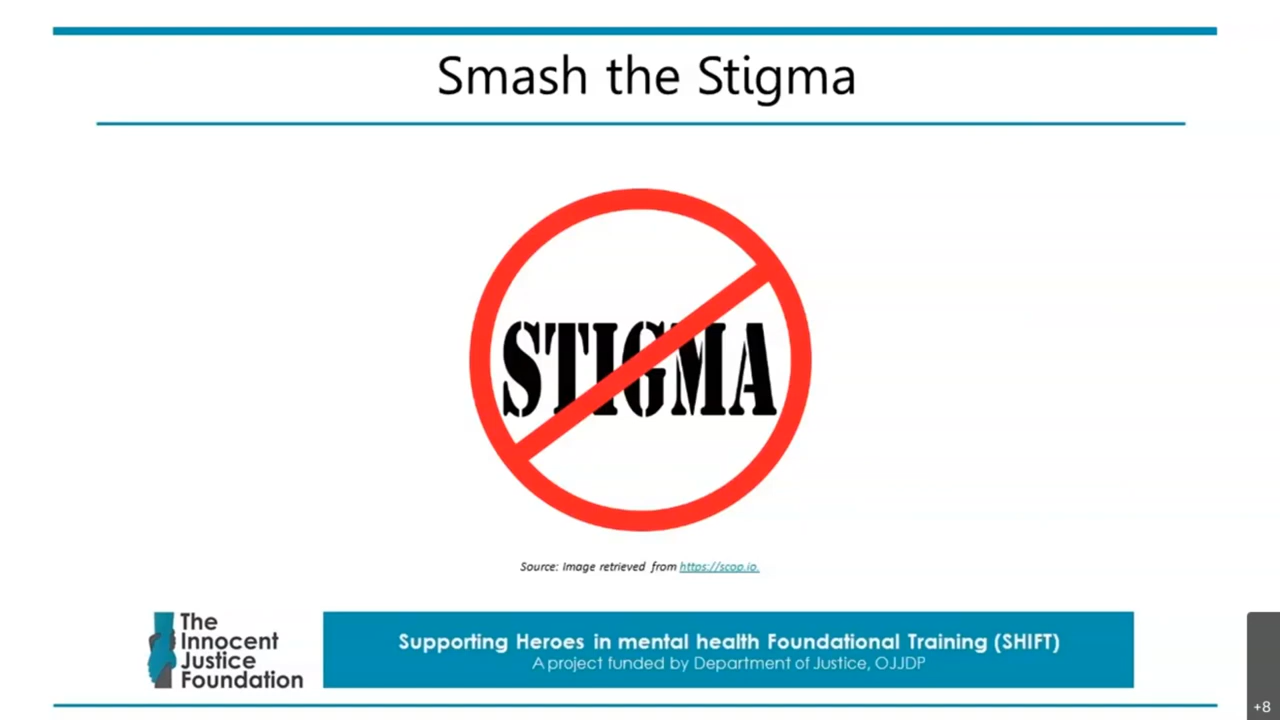 Smash the Stigma
STIGMA
Source: Image retrieved from https://scop.io.
The
Innocent
Justice
Foundation
Supporting Heroes in mental health Foundational Training (SHIFT)
A project funded by Department of Justice, OJJDP
+8